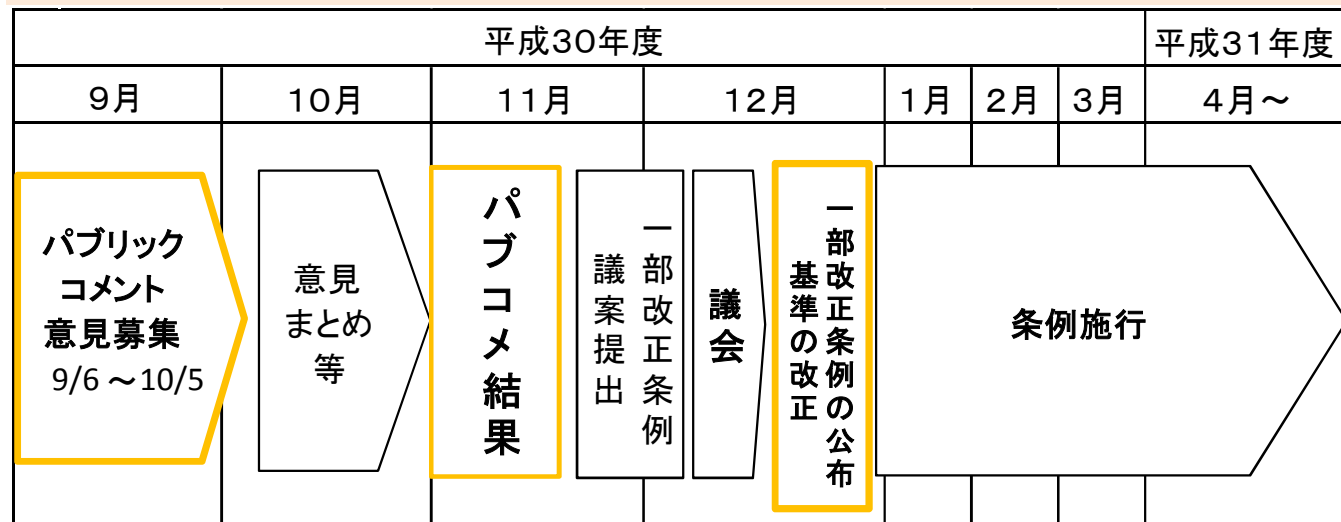 平成30年度
平成31年度
9月
10月
11月
12月
1月
2月
3月
4月～
パブリック
コメント
意見募集
9/6 ～10/5
意見
まとめ
等
パブコメ結果
一部改正条例
議案提出
議会
一部改正条例の公布
基準の改正
条例施行